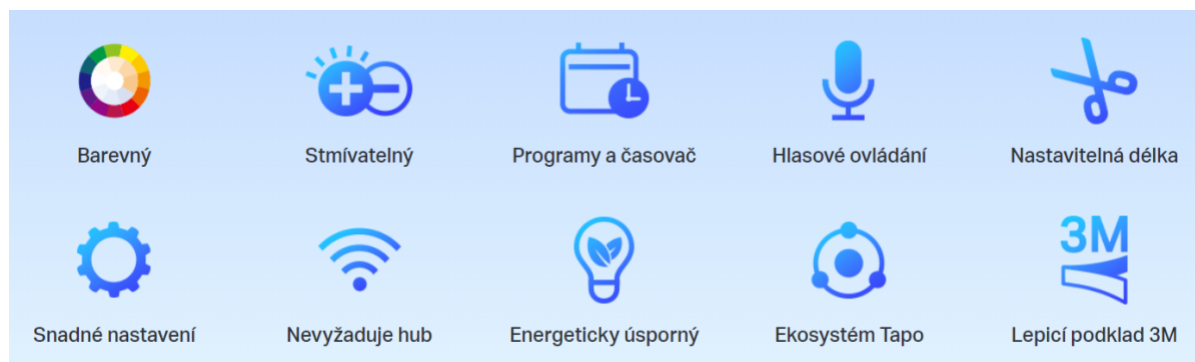 Barevný
Stmívatelný
Programy a časovač
Hlasové ovládání
Nastavitelná délka
3M
Snadné nastavení
Nevyžaduje hub
Energeticky úsporný
Ekosystém Tapo
Lepicí podklad 3M